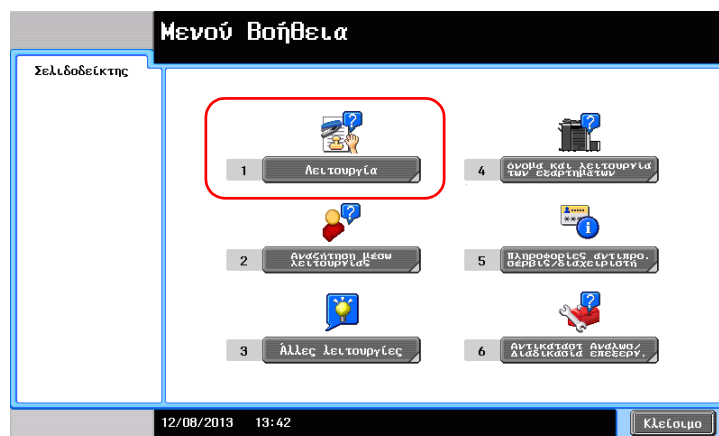 Μενού Βοήθεια
Σελιδοδείκτης
1 Λειτουργία
4 όνομα και λειτουργία
των εξαρτημάτων
2 Αναζήτηση μέσω
λειτουργίας
5 Πληροφορίες αντιπρο.
σέρβις/διαχειριστή
3 Άλλες λειτουργίες
6 Αντικατάστ Αναλωσ/
Διαδικασία επεξεργ.
12/08/2013 13:42
Κλείσιμο